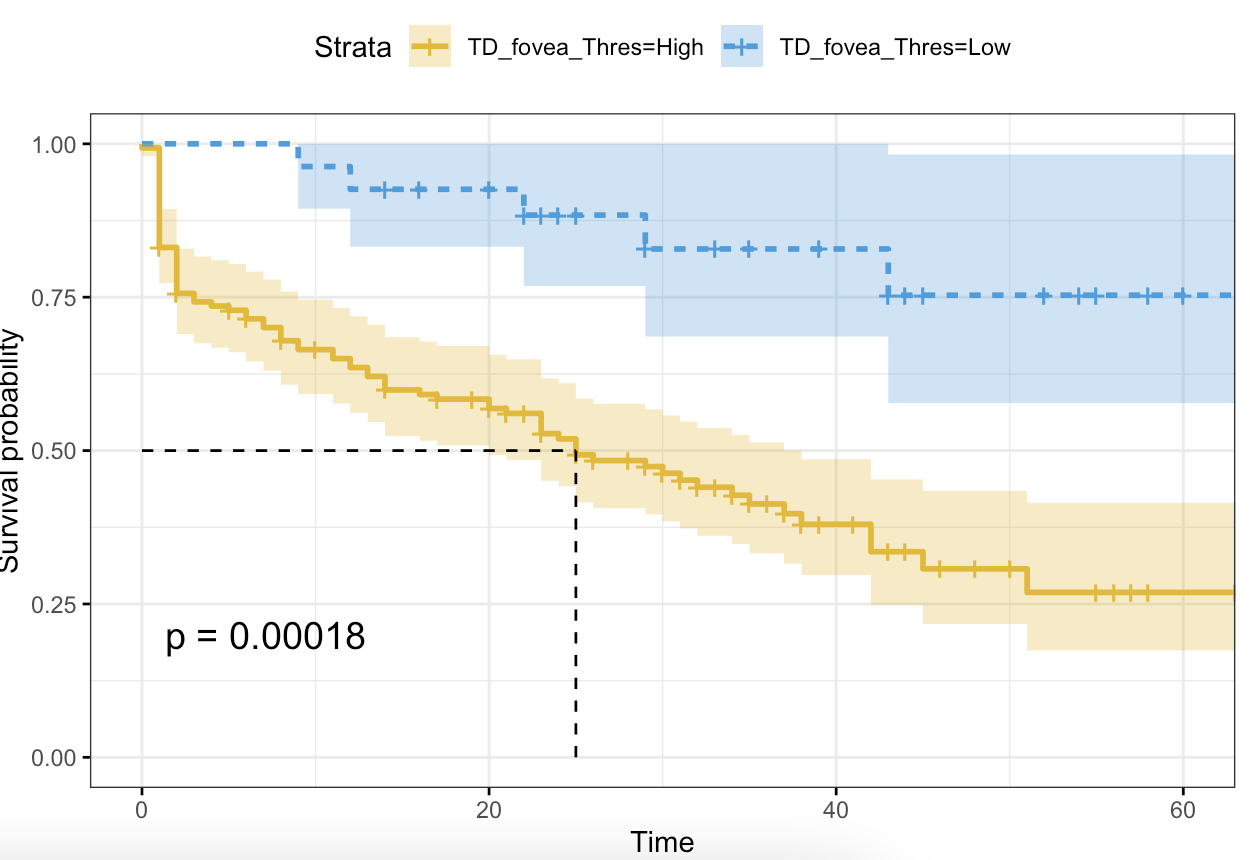 Strata TD_fovea_Thres=High TD_fovea_Thres=Low
1.00
0.75
0.50
0.25
0.00
Survival probability
p = 0.00018
0 20 40 60
Time